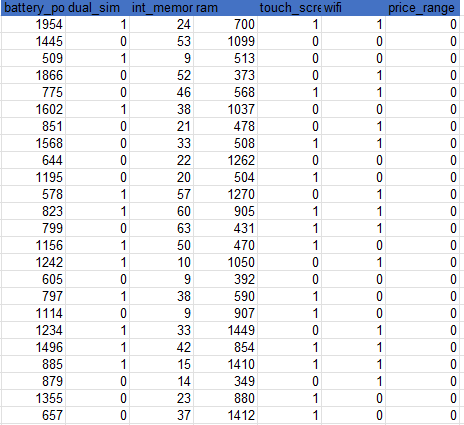 battery_po dual_sim int_memor ram touch_scre wifi price_range
1954 1 24 700 1 1 0
1445 0 53 1099 0 0 0
509 1 9 513 0 0 0
1866 0 52 373 0 1 0
775 0 46 568 1 1 0
1602 1 38 1037 0 0 0
851 0 21 478 0 1 0
1568 0 33 508 1 1 0
644 0 22 1262 0 0 0
1195 0 20 504 1 0 0
578 1 57 1270 0 1 0
823 1 60 905 1 1 0
799 0 63 431 1 1 0
1156 1 50 470 1 0 0
1242 1 10 1050 0 1 0
605 0 9 392 0 0 0
797 1 38 590 1 0 0
1114 0 9 907 1 0 0
1234 1 33 1449 0 1 0
1496 1 42 854 1 1 0
885 1 15 1410 1 1 0
879 0 14 349 0 1 0
1355 0 23 880 1 0 0
657 0 37 1412 1 0 0